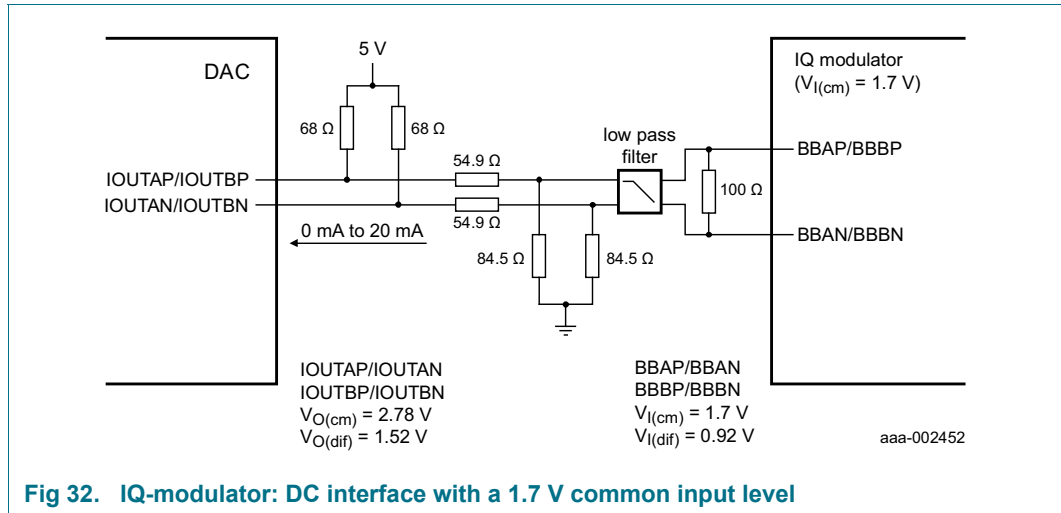 5 V
DAC
IQ modulator
(VI(cm) = 1.7 V)
68 Ω
68 Ω
low pass
filter
54.9 Ω
BBAP/BBBP
IOUTAP/IOUTBP
100 Ω
IOUTAN/IOUTBN
54.9 Ω
BBAN/BBBN
0 mA to 20 mA
84.5 Ω
84.5 Ω
IOUTAP/IOUTAN
IOUTBP/IOUTBN
VO(cm) = 2.78 V
VO(dif) = 1.52 V
BBAP/BBAN
BBBP/BBBN
VI(cm) = 1.7 V
VI(dif) = 0.92 V
aaa-002452
Fig 32. IQ-modulator: DC interface with a 1.7 V common input level